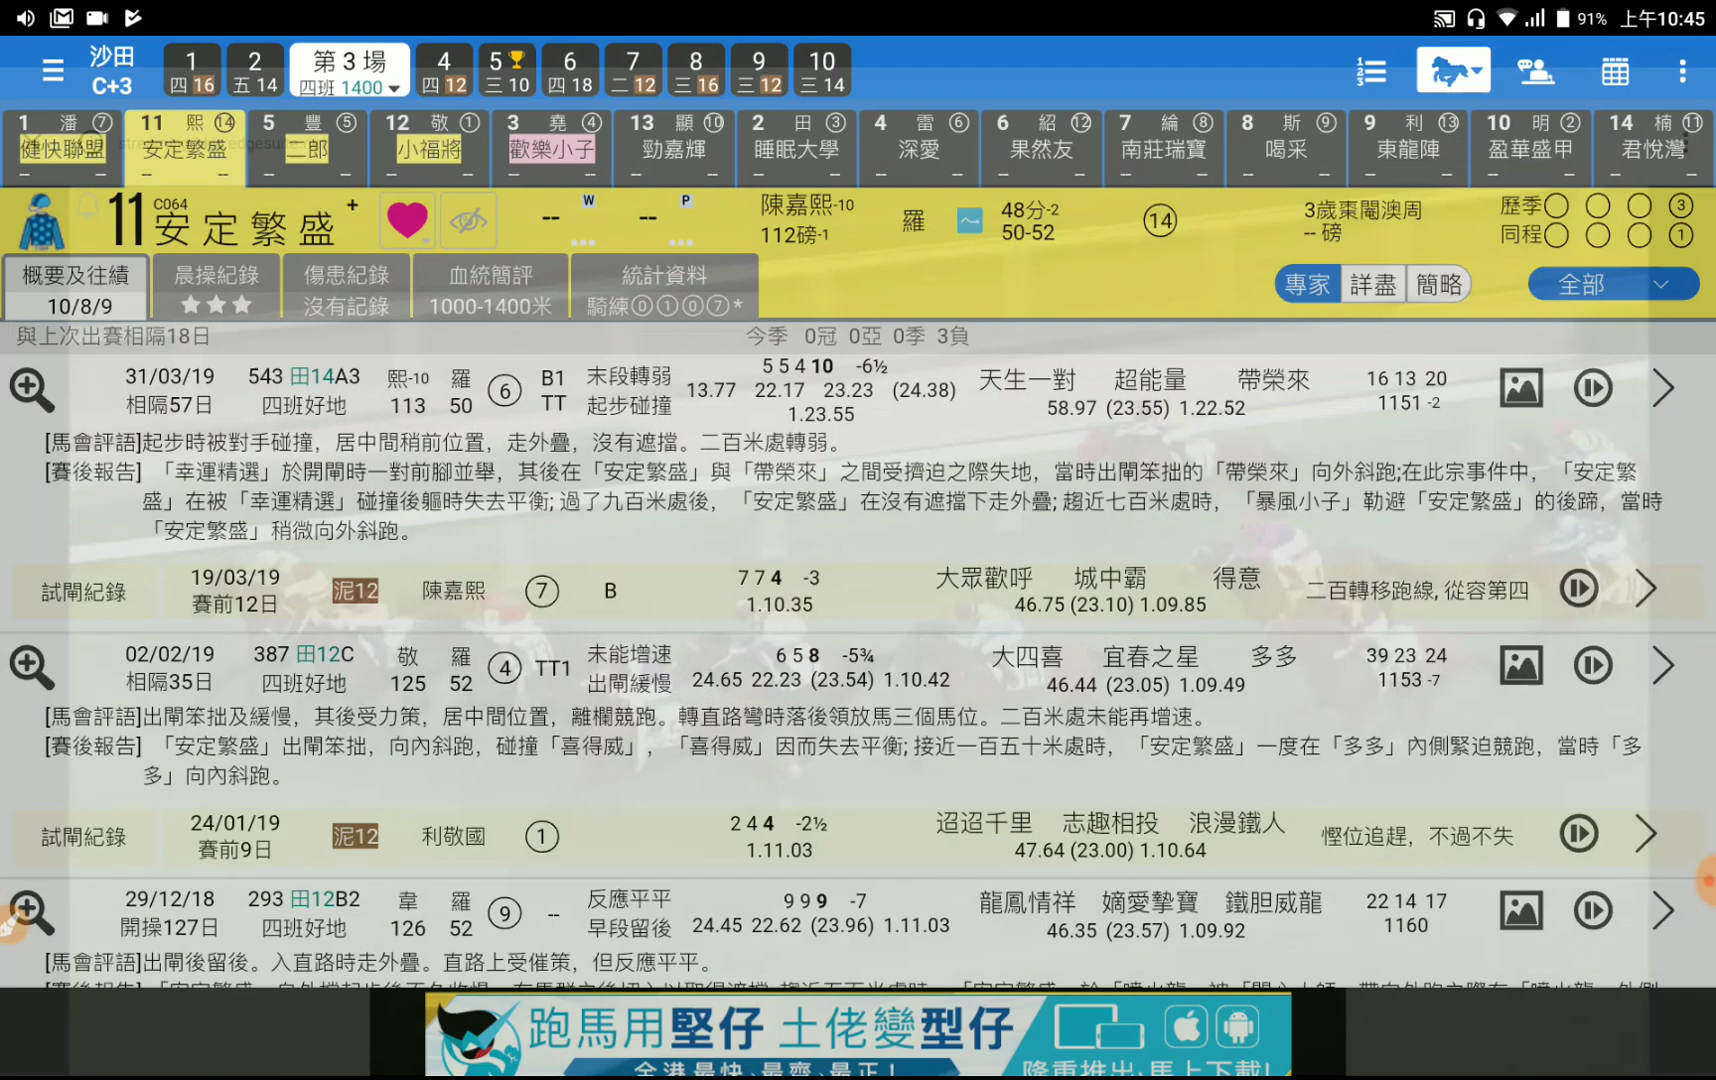 91% 上午10:45
沙田 C+3
1 四 16
2 五 14
第 3 場 四班 1400
4 四 12
5 三 10
6 四 18
7 二 12
8 三 16
9 三 12
10 三 14
1 潘 ⑦ 健快聯盟 -- --
11 熙 ⑭ 安定繁盛 -- --
5 豐 ⑤ 三郎 -- --
12 敬 ① 小福將 -- --
3 堯 ④ 歡樂小子 -- --
13 顯 ⑩ 勁嘉輝 -- --
2 田 ③ 睡眠大學 -- --
4 雷 ⑥ 深愛 -- --
6 紹 ⑫ 果然友 -- --
7 綸 ⑧ 南莊瑞寶 -- --
8 斯 ⑨ 喝采 -- --
9 利 ⑬ 東龍陣 -- --
10 明 ② 盈華盛甲 -- --
14 楠 ⑪ 君悅灣 -- --
11 C064 安定繁盛 + -- W -- P 陳嘉熙-10 羅 48分-2 ⑭ 3歲棗閹澳周 歷季〇〇〇③
112磅-1 50-52 -- 磅 同程〇〇〇①
概要及往績 晨操紀錄 傷患紀錄 血統簡評 統計資料 專家 詳盡 簡略 全部
10/8/9 ★★★ 沒有記錄 1000-1400米 騎練⓪①⓪⑦*
與上次出賽相隔18日 今季 0冠 0亞 0季 3負
31/03/19 543 田14A3 熙-10 羅 ⑥ B1 末段轉弱 5 5 4 10 -6½ 天生一對 超能量 帶榮來 16 13 20
相隔57日 四班好地 113 50 TT 起步碰撞 13.77 22.17 23.23 (24.38) 58.97 (23.55) 1.22.52 1151 -2
1.23.55
[馬會評語]起步時被對手碰撞，居中間稍前位置，走外疊，沒有遮擋。二百米處轉弱。
[賽後報告] 「幸運精選」於開閘時一對前腳並舉，其後在「安定繁盛」與「帶榮來」之間受擠迫之際失地，當時出閘笨拙的「帶榮來」向外斜跑;在此宗事件中，「安定繁
盛」在被「幸運精選」碰撞後軀時失去平衡; 過了九百米處後，「安定繁盛」在沒有遮擋下走外疊; 趨近七百米處時，「暴風小子」勒避「安定繁盛」的後蹄，當時
「安定繁盛」稍微向外斜跑。
試閘紀錄 19/03/19 泥12 陳嘉熙 ⑦ B 7 7 4 -3 大眾歡呼 城中霸 得意 二百轉移跑線, 從容第四
賽前12日 1.10.35 46.75 (23.10) 1.09.85
02/02/19 387 田12C 敬 羅 ④ TT1 未能增速 6 5 8 -5¾ 大四喜 宜春之星 多多 39 23 24
相隔35日 四班好地 125 52 出閘緩慢 24.65 22.23 (23.54) 1.10.42 46.44 (23.05) 1.09.49 1153 -7
[馬會評語]出閘笨拙及緩慢，其後受力策，居中間位置，離欄競跑。轉直路彎時落後領放馬三個馬位。二百米處未能再增速。
[賽後報告] 「安定繁盛」出閘笨拙，向內斜跑，碰撞「喜得威」，「喜得威」因而失去平衡; 接近一百五十米處時，「安定繁盛」一度在「多多」內側緊迫競跑，當時「多
多」向內斜跑。
試閘紀錄 24/01/19 泥12 利敬國 ① 2 4 4 -2½ 迢迢千里 志趣相投 浪漫鐵人 慳位追趕，不過不失
賽前9日 1.11.03 47.64 (23.00) 1.10.64
29/12/18 293 田12B2 韋 羅 ⑨ -- 反應平平 9 9 9 -7 龍鳳情祥 嫡愛摯寶 鐵胆威龍 22 14 17
開操127日 四班好地 126 52 早段留後 24.45 22.62 (23.96) 1.11.03 46.35 (23.57) 1.09.92 1160
[馬會評語]出閘後留後。入直路時走外疊。直路上受催策，但反應平平。
跑馬用堅仔 土佬變型仔
全港最快、最齊、最正！ 隆重推出,馬上下載!